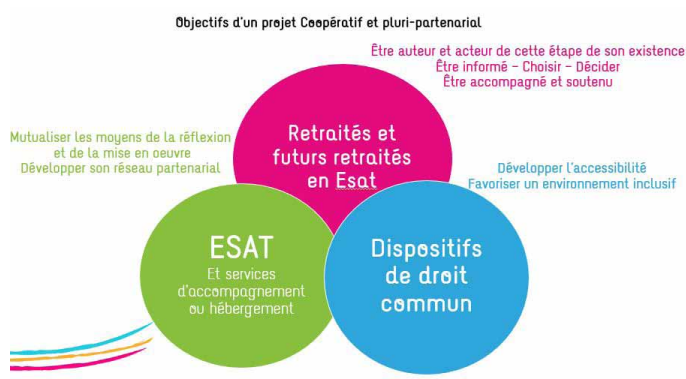 Objectifs d'un projet Coopératif et pluri-partenarial
Être auteur et acteur de cette étape de son existence
Être informé – Choisir – Décider
Être accompagné et soutenu
Retraités et
futurs retraités
en Esat
Mutualiser les moyens de la réflexion
et de la mise en oeuvre
Développer son réseau partenarial
Développer l'accessibilité
Favoriser un environnement inclusif
ESAT
Et services
d'accompagnement
ou hébergement
Dispositifs
de droit
commun